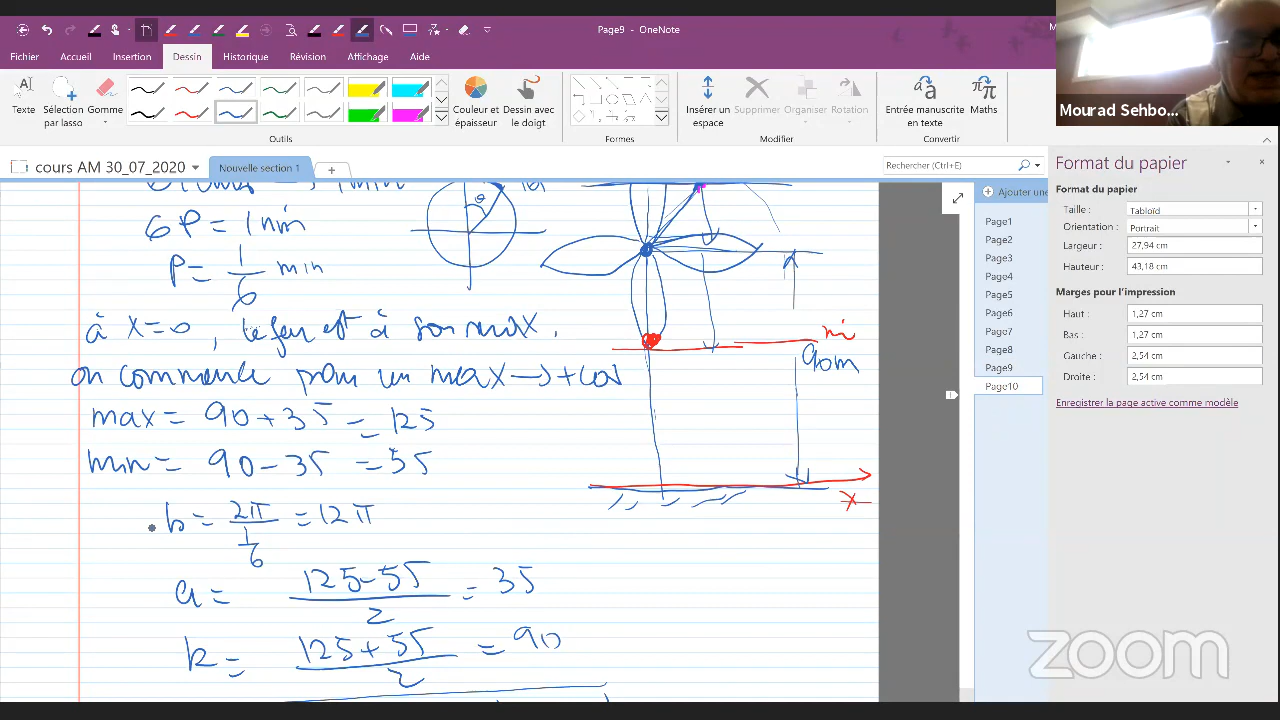 Page9 - OneNote
Fichier Accueil Insertion Dessin Historique Révision Affichage Aide
Texte Sélection par lasso Gomme Couleur et épaisseur Dessin avec le doigt Insérer un espace Supprimer Organiser Rotation Entrée manuscrite en texte Maths
Outils Formes Modifier Convertir
Mourad Sehbo...
cours AM 30_07_2020 Nouvelle section 1 +
Rechercher (Ctrl+E)
Ajouter une
Page1
Page2
Page3
Page4
Page5
Page6
Page7
Page8
Page9
Page10
Format du papier
Format du papier
Taille : Tabloïd
Orientation : Portrait
Largeur : 27,94 cm
Hauteur : 43,18 cm
Marges pour l'impression
Haut : 1,27 cm
Bas : 1,27 cm
Gauche : 2,54 cm
Droite : 2,54 cm
Enregistrer la page active comme modèle
1 min
θ
6P = 1 min
P = 1/6 min
à x=0, le feu est à son max.
on commence par un max → + cos
max = 90 + 35 = 125
min = 90 - 35 = 55
b = 2π / 1/6 = 12π
a = 125-55 / 2 = 35
k = 125+55 / 2 = 90
90m
x
zoom